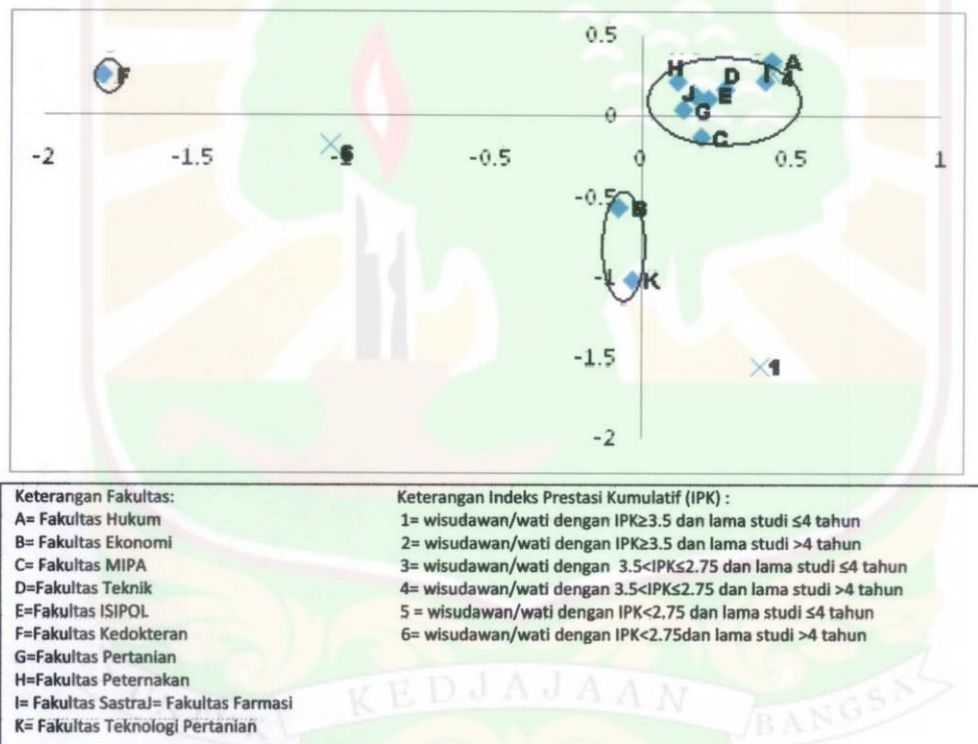 0.5
F
H D I A
4
J E
0 G
-2 -1.5 -1 -0.5 0 C 0.5 1
6
-0.5
B
-1 K
-1.5
1
-2
Keterangan Fakultas:
A= Fakultas Hukum
B= Fakultas Ekonomi
C= Fakultas MIPA
D=Fakultas Teknik
E=Fakultas ISIPOL
F=Fakultas Kedokteran
G=Fakultas Pertanian
H=Fakultas Peternakan
I= Fakultas SastraJ= Fakultas Farmasi
K= Fakultas Teknologi Pertanian
Keterangan Indeks Prestasi Kumulatif (IPK) :
1= wisudawan/wati dengan IPK≥3.5 dan lama studi ≤4 tahun
2= wisudawan/wati dengan IPK≥3.5 dan lama studi >4 tahun
3= wisudawan/wati dengan 3.5<IPK≤2.75 dan lama studi ≤4 tahun
4= wisudawan/wati dengan 3.5<IPK≤2.75 dan lama studi >4 tahun
5 = wisudawan/wati dengan IPK<2,75 dan lama studi ≤4 tahun
6= wisudawan/wati dengan IPK<2.75dan lama studi >4 tahun
KEDJAJAAN BANGSA